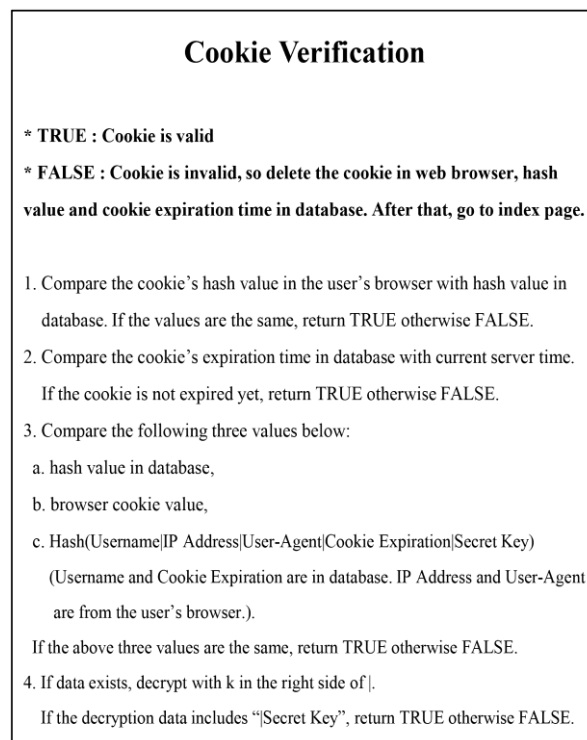 Cookie Verification
* TRUE : Cookie is valid
* FALSE : Cookie is invalid, so delete the cookie in web browser, hash
value and cookie expiration time in database. After that, go to index page.
1. Compare the cookie's hash value in the user's browser with hash value in
database. If the values are the same, return TRUE otherwise FALSE.
2. Compare the cookie's expiration time in database with current server time.
If the cookie is not expired yet, return TRUE otherwise FALSE.
3. Compare the following three values below:
a. hash value in database,
b. browser cookie value,
c. Hash(Username|IP Address|User-Agent|Cookie Expiration|Secret Key)
(Username and Cookie Expiration are in database. IP Address and User-Agent
are from the user's browser.).
If the above three values are the same, return TRUE otherwise FALSE.
4. If data exists, decrypt with k in the right side of |.
If the decryption data includes “|Secret Key”, return TRUE otherwise FALSE.